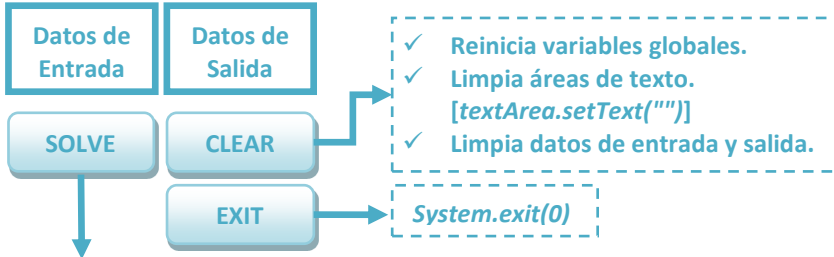 Datos de
Entrada
Datos de
Salida
SOLVE
CLEAR
EXIT
✓ Reinicia variables globales.
✓ Limpia áreas de texto.
[textArea.setText("")]
✓ Limpia datos de entrada y salida.
System.exit(0)